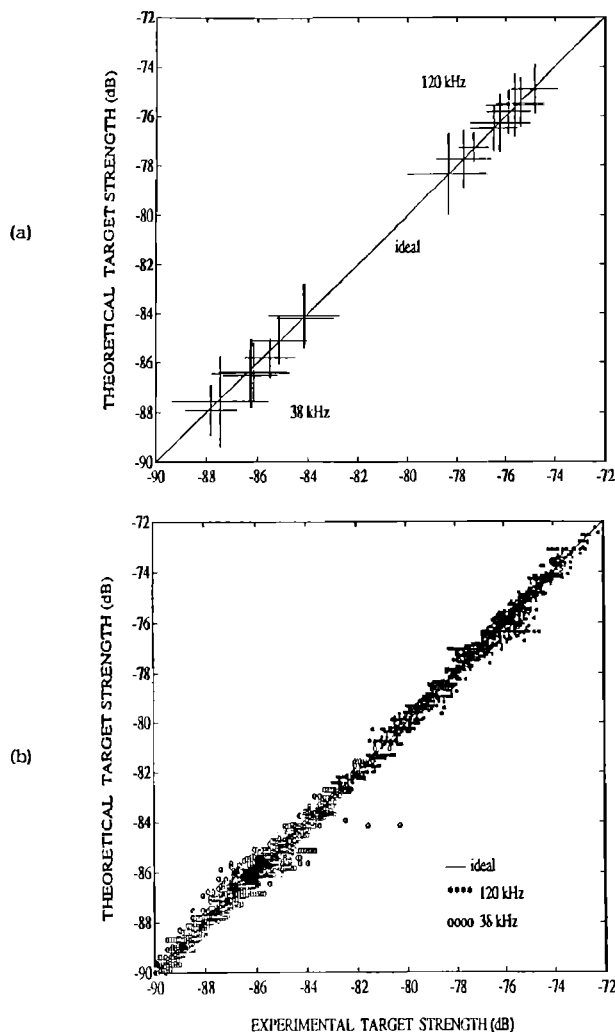 (a)
THEORETICAL TARGET STRENGTH (dB)
-72
-74
-76
-78
-80
-82
-84
-86
-88
-90
120 kHz
ideal
38 kHz
-90 -88 -86 -84 -82 -80 -78 -76 -74 -72
(b)
THEORETICAL TARGET STRENGTH (dB)
-72
-74
-76
-78
-80
-82
-84
-86
-88
-90
ideal
120 kHz
38 kHz
-90 -88 -86 -84 -82 -80 -78 -76 -74 -72
EXPERIMENTAL TARGET STRENGTH (dB)